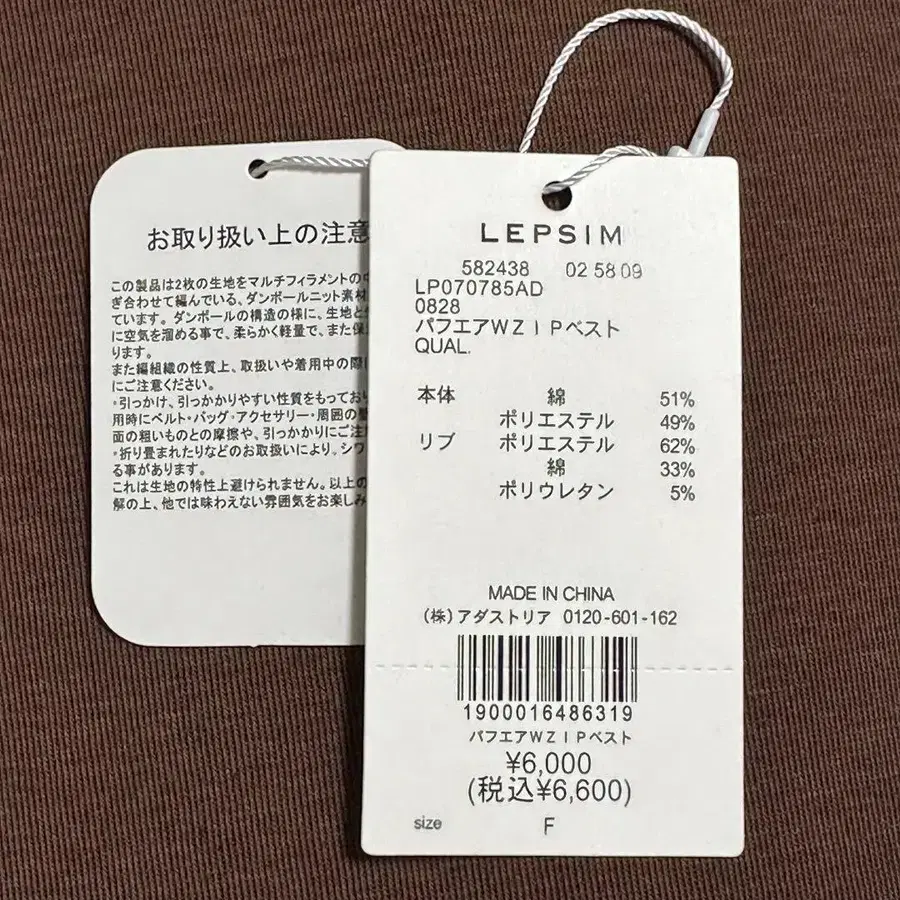 お取り扱い上の注意
この製品は2枚の生地をマルチフィラメントの
ぎ合わせて編んでいる、ダンボールニット素材
ています。ダンボールの構造の様に、生地と
に空気を溜める事で、柔らかく軽量で、また保
ります。
また編組織の性質上、取扱いや着用中の際
にご注意ください。
・引っかけ、引っかかりやすい性質をもっており
用時にベルト・バッグ・アクセサリー・周囲の
面の粗いものとの摩擦や、引っかかりにご注
・折り畳まれたりなどのお取扱いにより、シワ
る事があります。
これは生地の特性上避けられません。以上の
解の上、他では味わえない雰囲気をお楽しみ
LEPSIM
582438 02 58 09
LP070785AD
0828
パフエアWZIPベスト
QUAL.
本体 綿 51%
ポリエステル 49%
リブ ポリエステル 62%
綿 33%
ポリウレタン 5%
MADE IN CHINA
(株)アダストリア 0120-601-162
1900016486319
パフエアWZIPベスト
¥6,000
(税込¥6,600)
size F